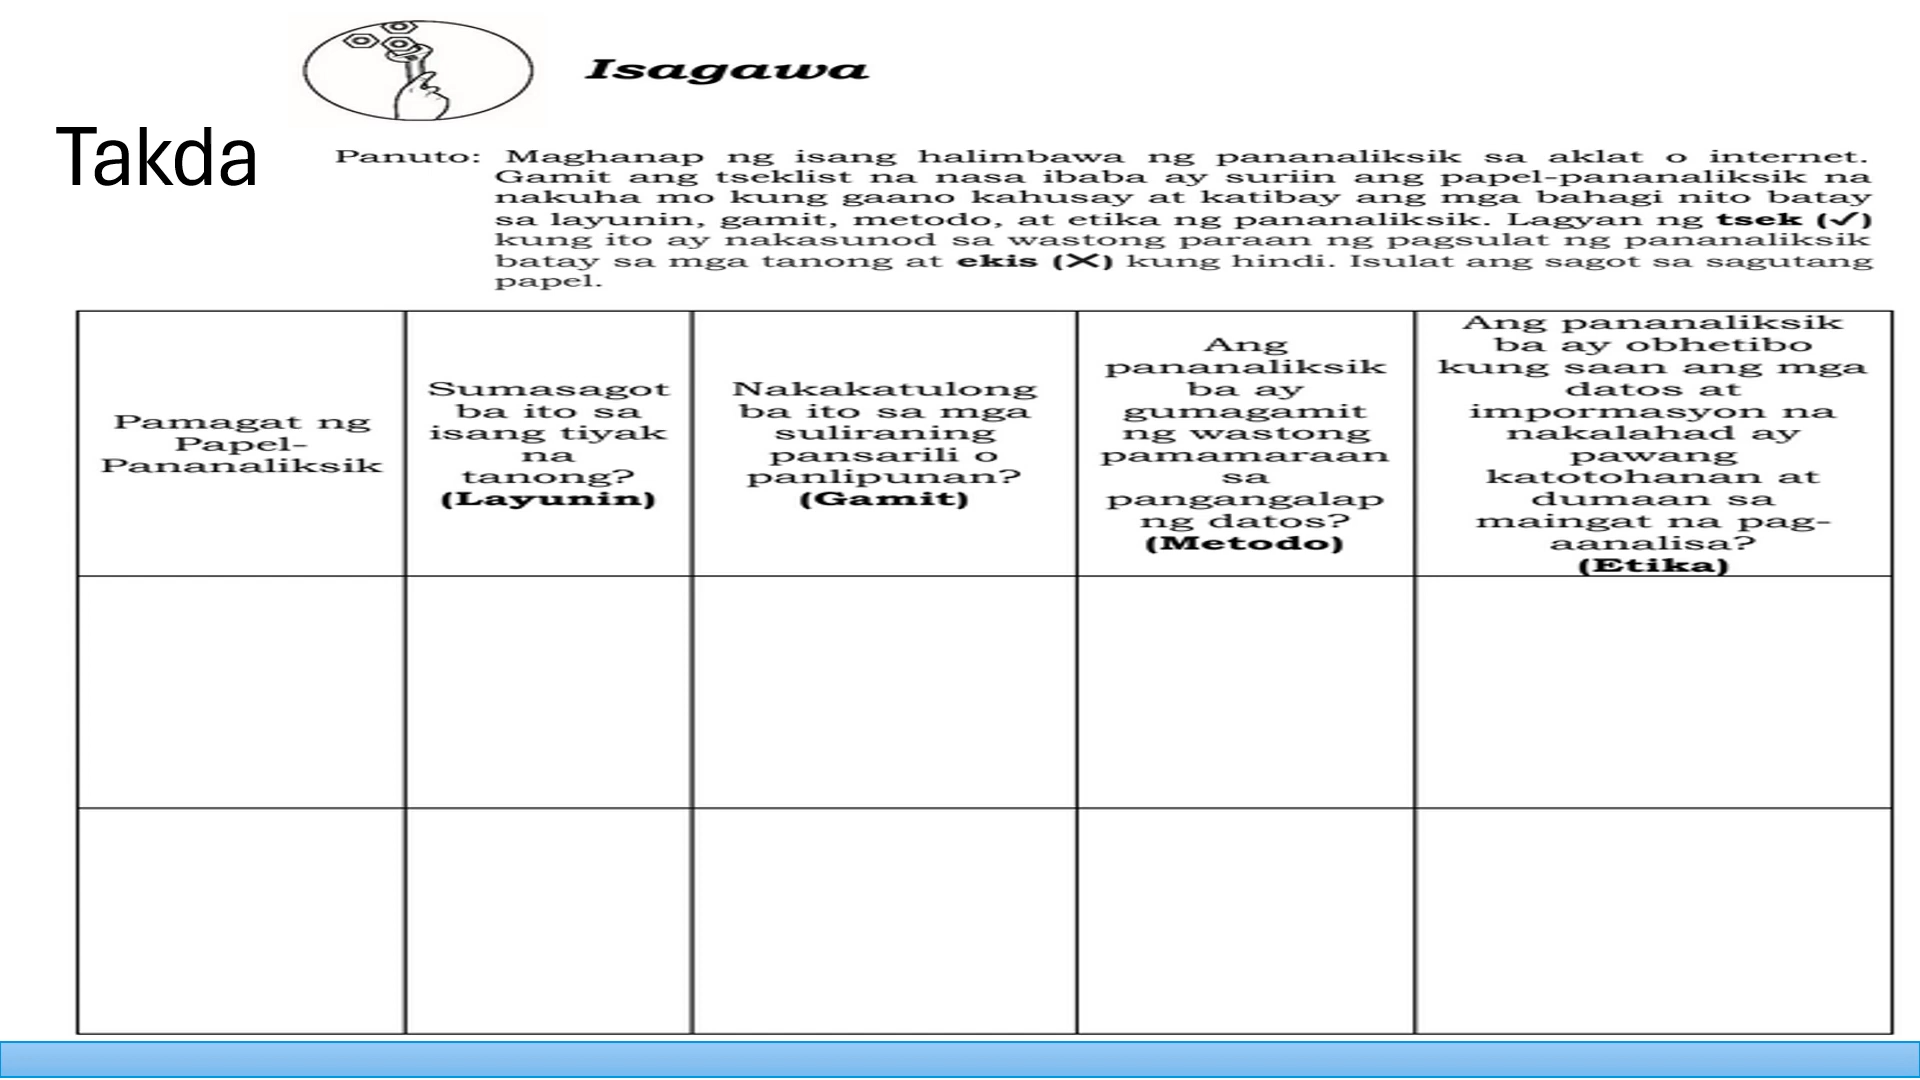 Isagawa
Takda
Panuto: Maghanap ng isang halimbawa ng pananaliksik sa aklat o internet.
Gamit ang tseklist na nasa ibaba ay suriin ang papel-pananaliksik na
nakuha mo kung gaano kahusay at katibay ang mga bahagi nito batay
sa layunin, gamit, metodo, at etika ng pananaliksik. Lagyan ng tsek (✓)
kung ito ay nakasunod sa wastong paraan ng pagsulat ng pananaliksik
batay sa mga tanong at ekis (✕) kung hindi. Isulat ang sagot sa sagutang
papel.
Pamagat ng
Papel-
Pananaliksik
Sumasagot
ba ito sa
isang tiyak
na
tanong?
(Layunin)
Nakakatulong
ba ito sa mga
suliraning
pansarili o
panlipunan?
(Gamit)
Ang
pananaliksik
ba ay
gumagamit
ng wastong
pamamaraan
sa
pangangalap
ng datos?
(Metodo)
Ang pananaliksik
ba ay obhetibo
kung saan ang mga
datos at
impormasyon na
nakalahad ay
pawang
katotohanan at
dumaan sa
maingat na pag-
aanalisa?
(Etika)